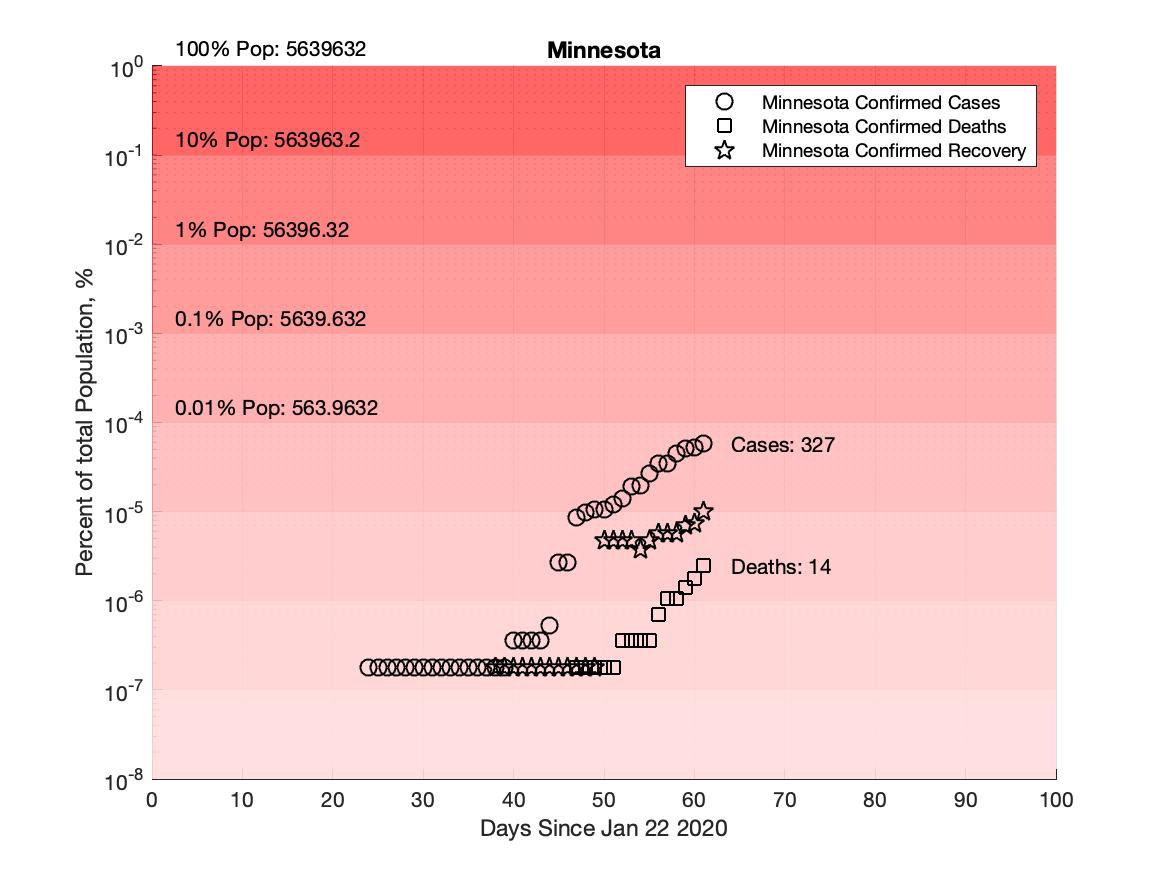 Minnesota
100% Pop: 5639632
10% Pop: 563963.2
1% Pop: 56396.32
0.1% Pop: 5639.632
0.01% Pop: 563.9632
Minnesota Confirmed Cases
Minnesota Confirmed Deaths
Minnesota Confirmed Recovery
Cases: 327
Deaths: 14
Percent of total Population, %
10^0
10^-1
10^-2
10^-3
10^-4
10^-5
10^-6
10^-7
10^-8
0 10 20 30 40 50 60 70 80 90 100
Days Since Jan 22 2020